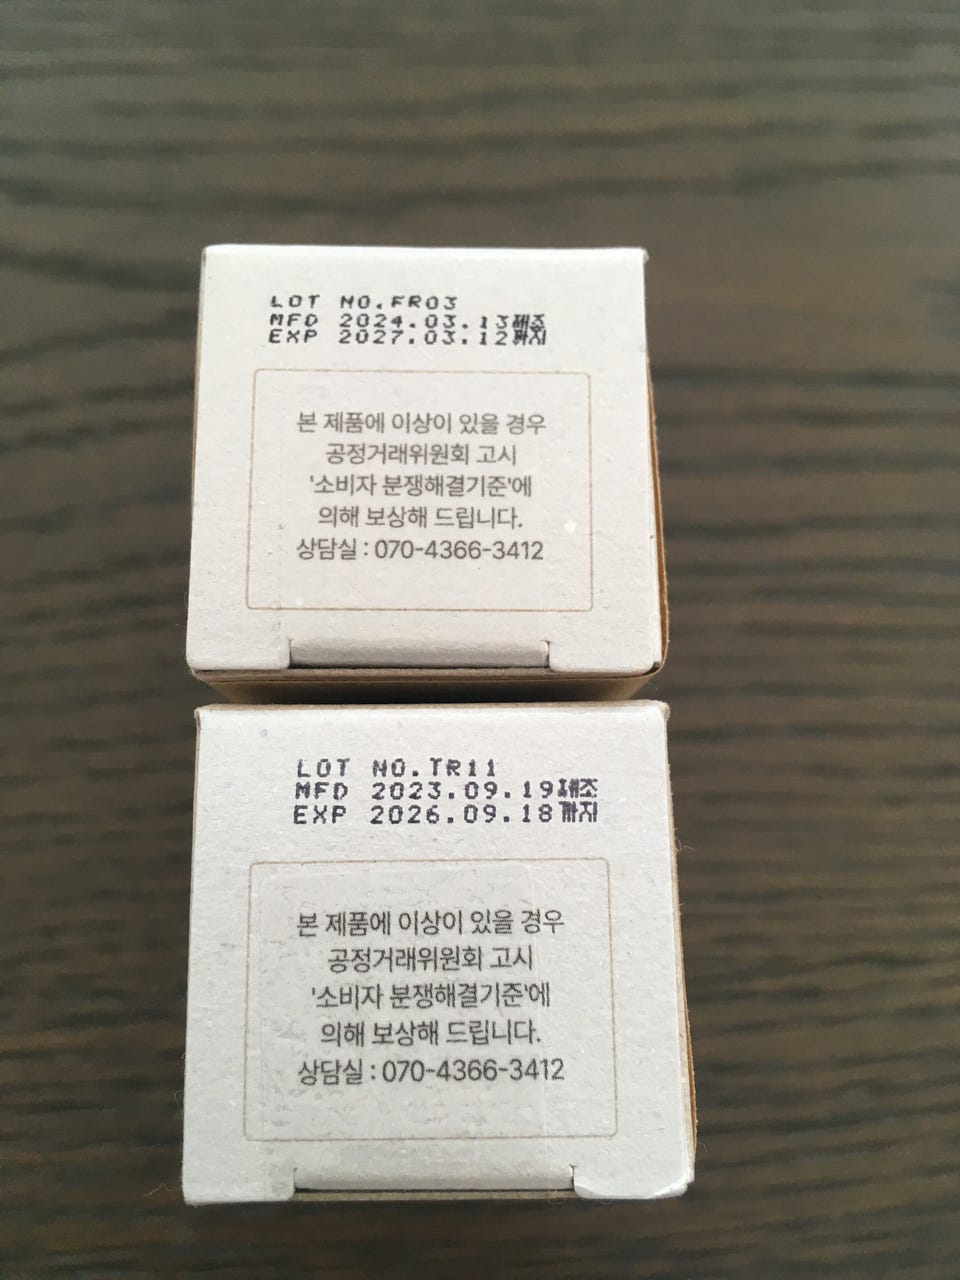 LOT NO.FR03
MFD 2024.03.13제조
EXP 2027.03.12까지
본 제품에 이상이 있을 경우
공정거래위원회 고시
'소비자 분쟁해결기준'에
의해 보상해 드립니다.
상담실 : 070-4366-3412
LOT NO.TR11
MFD 2023.09.19제조
EXP 2026.09.18까지
본 제품에 이상이 있을 경우
공정거래위원회 고시
'소비자 분쟁해결기준'에
의해 보상해 드립니다.
상담실 : 070-4366-3412